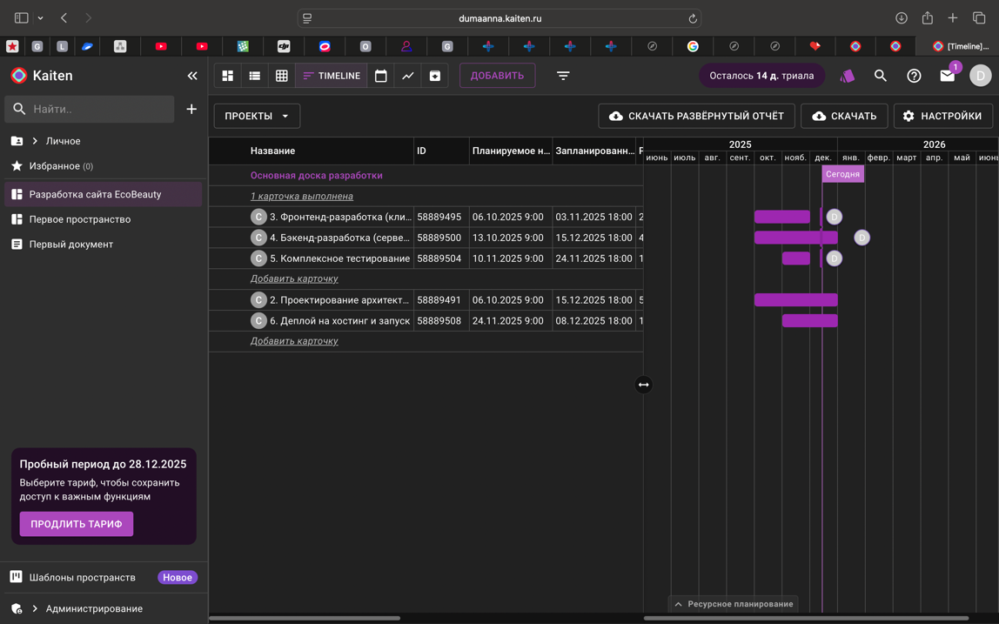 dumaanna.kaiten.ru
G
L
dji
O
G
[Timeline]...
Kaiten
TIMELINE
ДОБАВИТЬ
Осталось 14 д. триала
1
D
Найти..
ПРОЕКТЫ
СКАЧАТЬ РАЗВЁРНУТЫЙ ОТЧЁТ
СКАЧАТЬ
НАСТРОЙКИ
Личное
Избранное (0)
Разработка сайта EcoBeauty
Первое пространство
Первый документ
Название ID Планируемое н... Запланированн...
2025 2026
июнь июль авг. сент. окт. нояб. дек. янв. февр. март апр. май июнь
Сегодня
Основная доска разработки
1 карточка выполнена
C 3. Фронтенд-разработка (кли... 58889495 06.10.2025 9:00 03.11.2025 18:00 2 D
C 4. Бэкенд-разработка (серве... 58889500 13.10.2025 9:00 15.12.2025 18:00 4 D
C 5. Комплексное тестирование 58889504 10.11.2025 9:00 24.11.2025 18:00 1 D
Добавить карточку
C 2. Проектирование архитект... 58889491 06.10.2025 9:00 15.12.2025 18:00 5
C 6. Деплой на хостинг и запуск 58889508 24.11.2025 9:00 08.12.2025 18:00 1
Добавить карточку
Пробный период до 28.12.2025
Выберите тариф, чтобы сохранить
доступ к важным функциям
ПРОДЛИТЬ ТАРИФ
Шаблоны пространств Новое
Администрирование
Ресурсное планирование